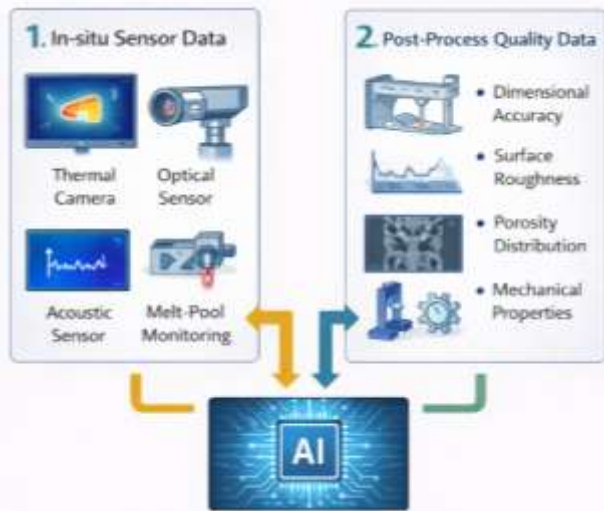 1. In-situ Sensor Data
Thermal
Camera
Optical
Sensor
Acoustic
Sensor
Melt-Pool
Monitoring
2. Post-Process Quality Data
• Dimensional
Accuracy
• Surface
Roughness
• Porosity
Distribution
• Mechanical
Properties
AI